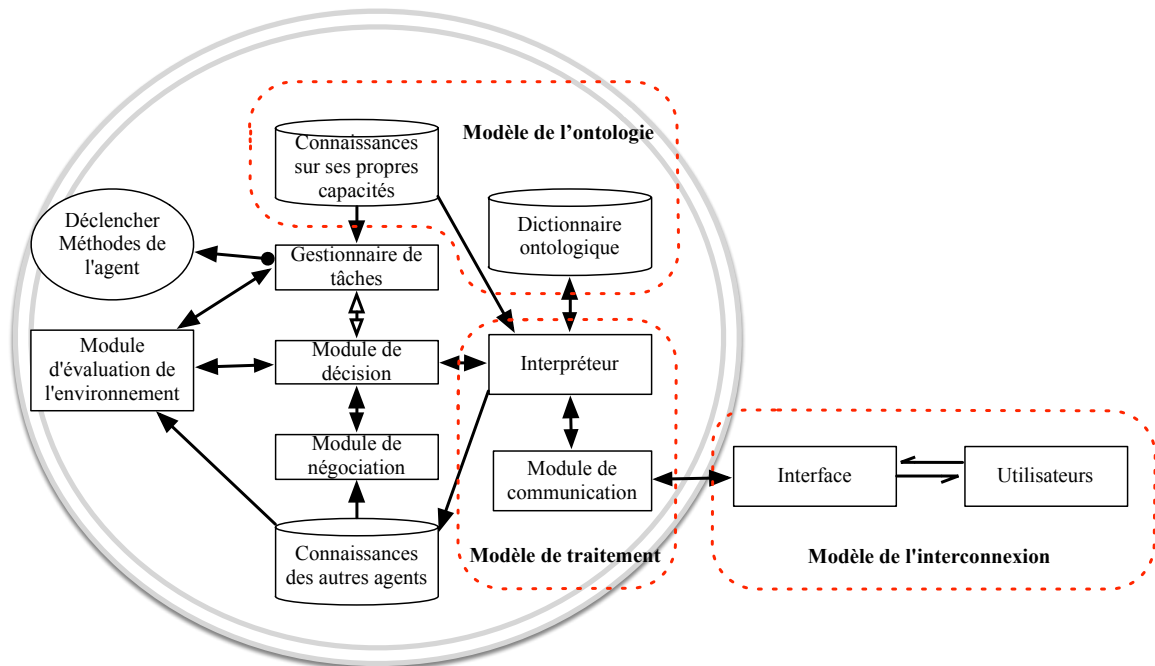 Modèle de l'ontologie
Connaissances
sur ses propres
capacités
Dictionnaire
ontologique
Déclencher
Méthodes de
l'agent
Gestionnaire de
tâches
Module
d'évaluation de
l'environnement
Module de
décision
Interpréteur
Module de
négociation
Module de
communication
Interface
Utilisateurs
Connaissances
des autres agents
Modèle de traitement
Modèle de l'interconnexion